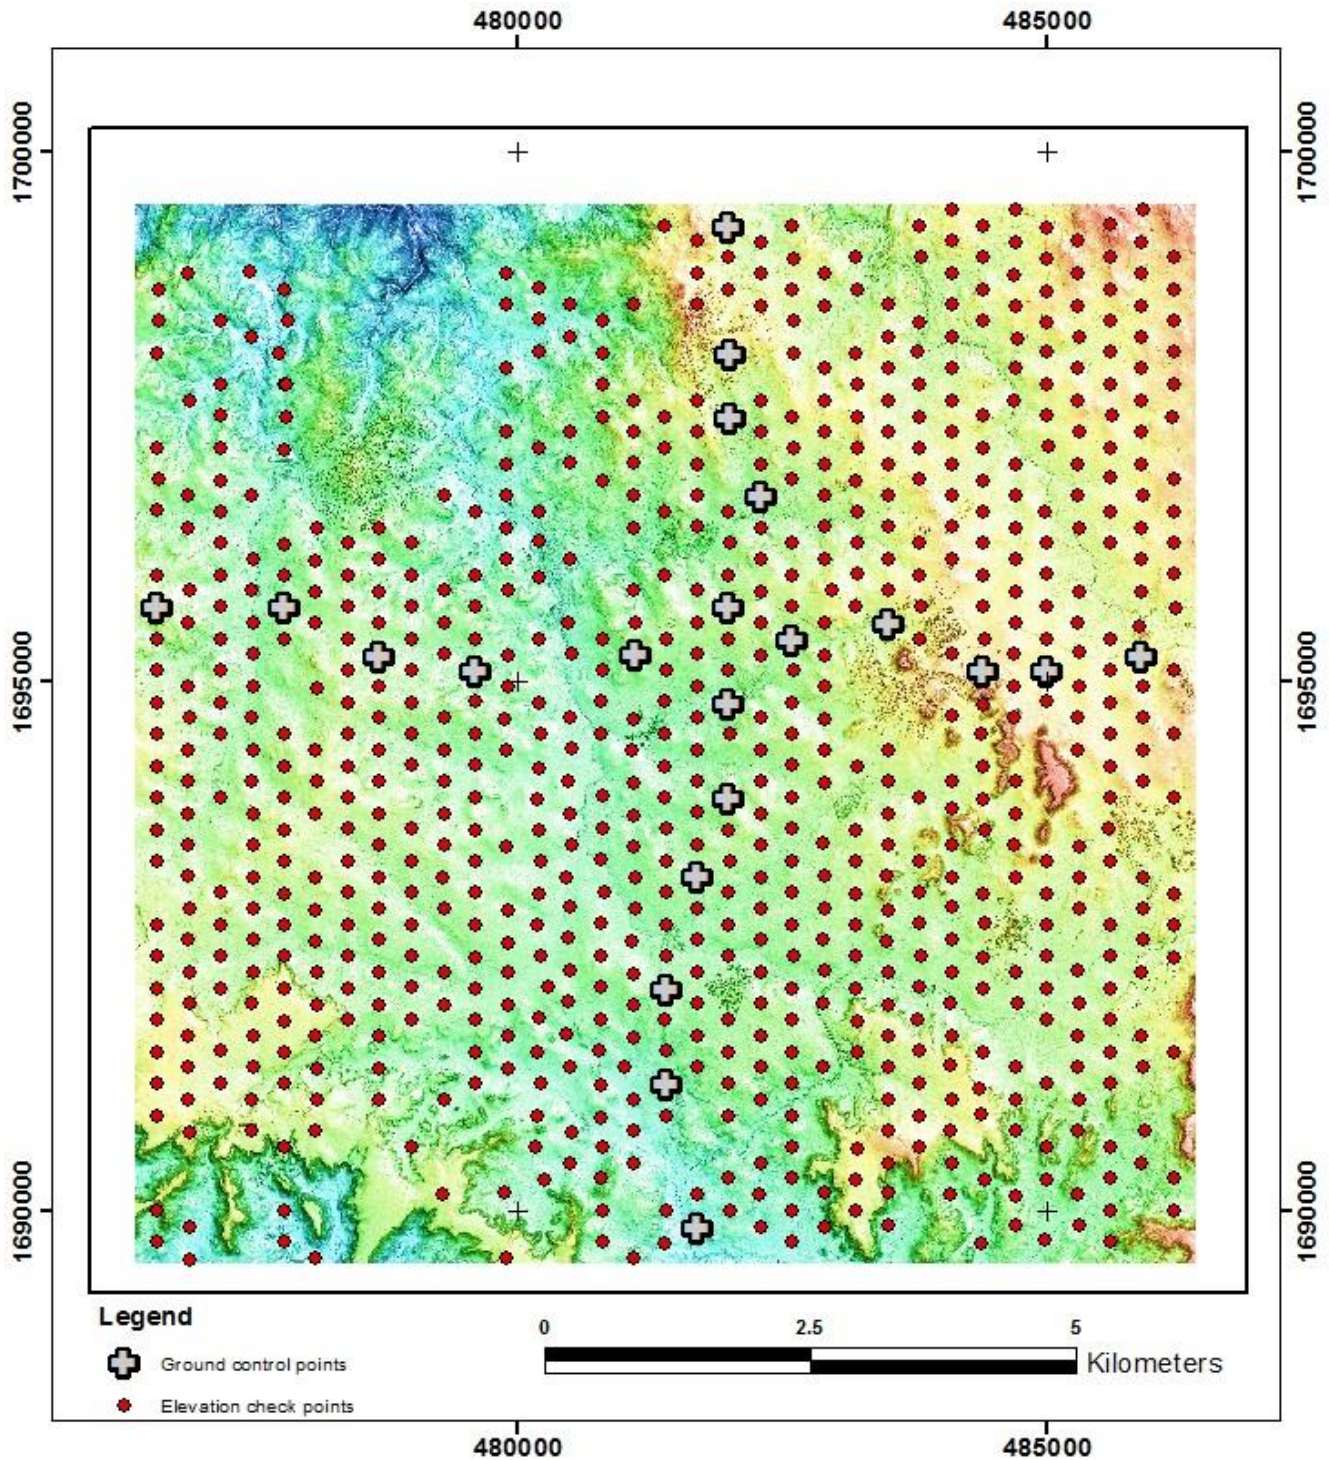 480000 485000
1700000 1700000
1695000 1695000
1690000 1690000
Legend
Ground control points
Elevation check points
0 2.5 5
Kilometers
480000 485000